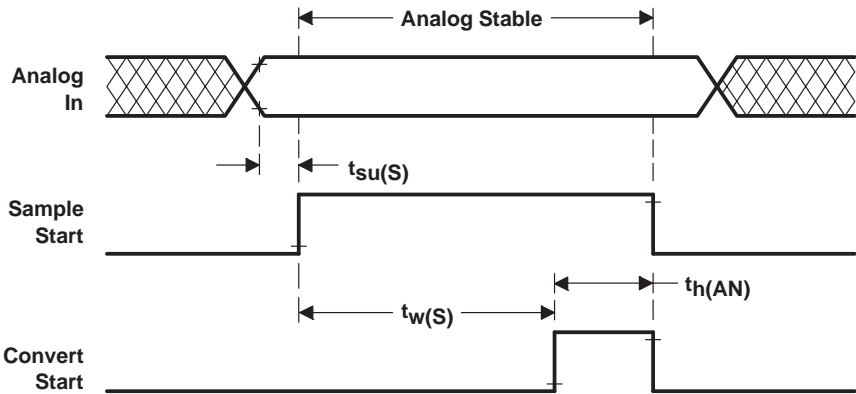 Analog Stable
Analog
In
tsu(S)
Sample
Start
th(AN)
tw(S)
Convert
Start